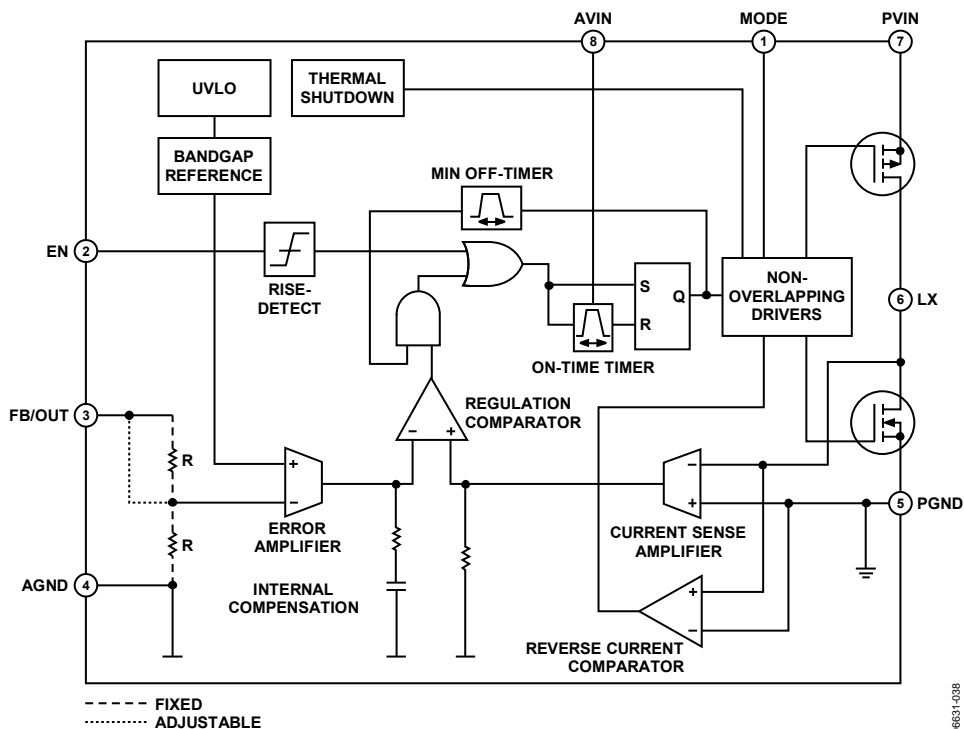 AVIN
MODE
PVIN
8
1
7
UVLO
THERMAL
SHUTDOWN
BANDGAP
REFERENCE
MIN OFF-TIMER
EN
2
RISE-
DETECT
S
R
Q
NON-
OVERLAPPING
DRIVERS
6
LX
ON-TIME TIMER
FB/OUT
3
REGULATION
COMPARATOR
–
+
R
+
–
ERROR
AMPLIFIER
–
+
CURRENT SENSE
AMPLIFIER
5
PGND
R
AGND
4
INTERNAL
COMPENSATION
+
–
REVERSE CURRENT
COMPARATOR
FIXED
ADJUSTABLE
6631-038